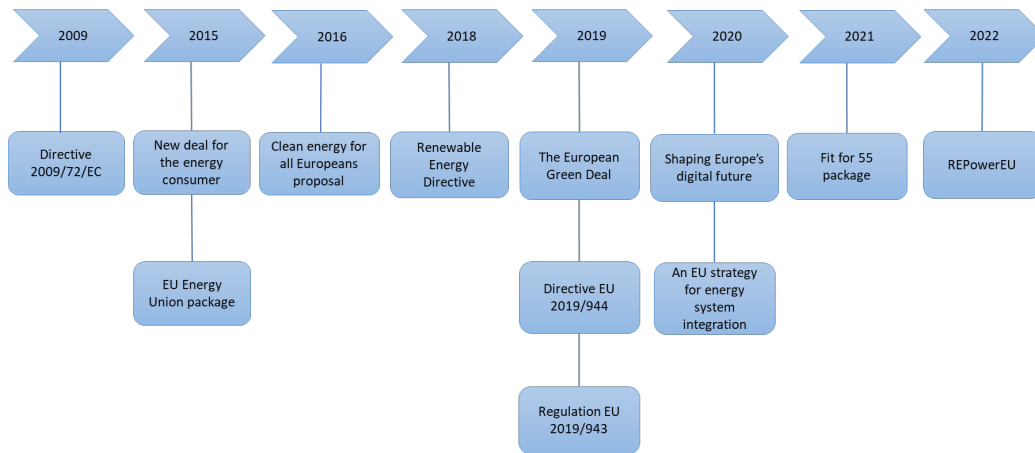 2009
2015
2016
2018
2019
2020
2021
2022
Directive
2009/72/EC
New deal for
the energy
consumer
Clean energy for
all Europeans
proposal
Renewable
Energy
Directive
The European
Green Deal
Shaping Europe's
digital future
Fit for 55
package
REPowerEU
EU Energy
Union package
Directive EU
2019/944
An EU strategy
for energy
system
integration
Regulation EU
2019/943